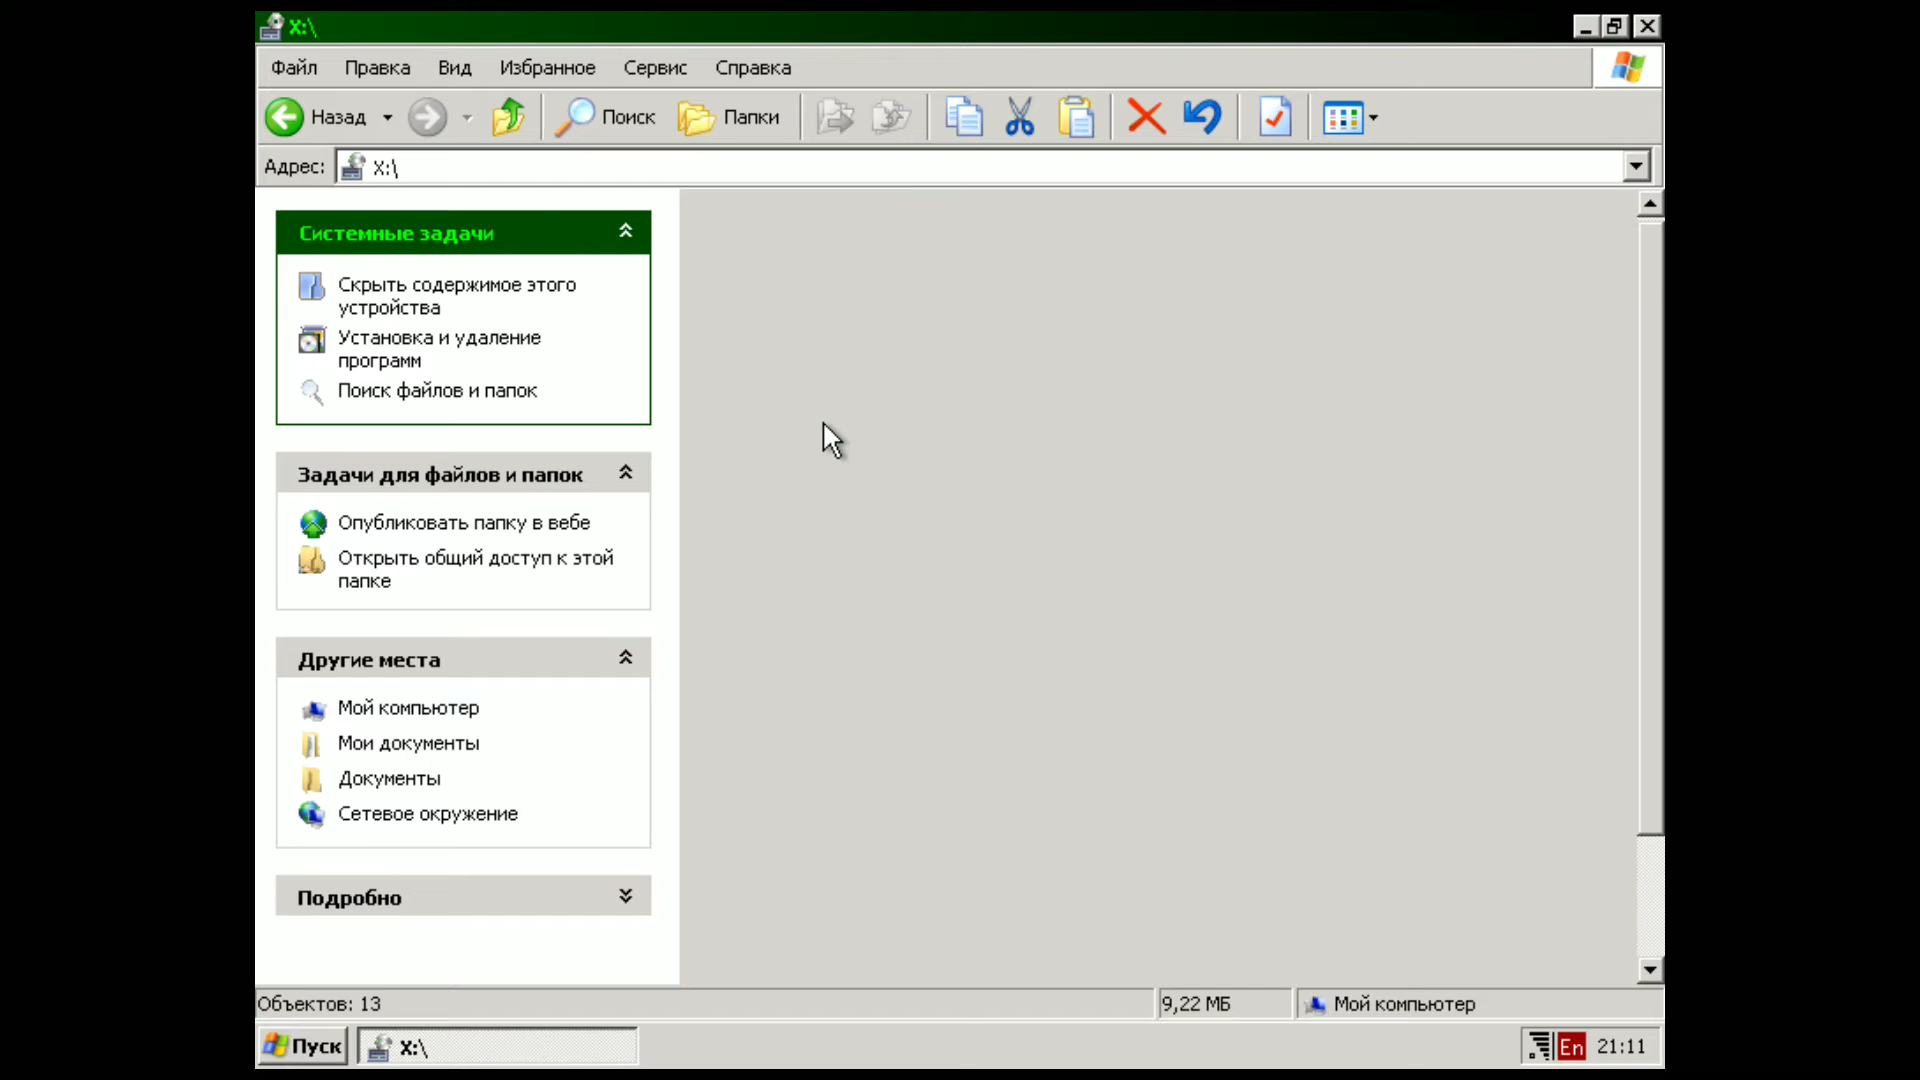 X:\
Файл Правка Вид Избранное Сервис Справка
Назад Поиск Папки
Адрес: X:\
Системные задачи
Скрыть содержимое этого
устройства
Установка и удаление
программ
Поиск файлов и папок
Задачи для файлов и папок
Опубликовать папку в вебе
Открыть общий доступ к этой
папке
Другие места
Мой компьютер
Мои документы
Документы
Сетевое окружение
Подробно
Объектов: 13 9,22 МБ Мой компьютер
Пуск X:\ En 21:11